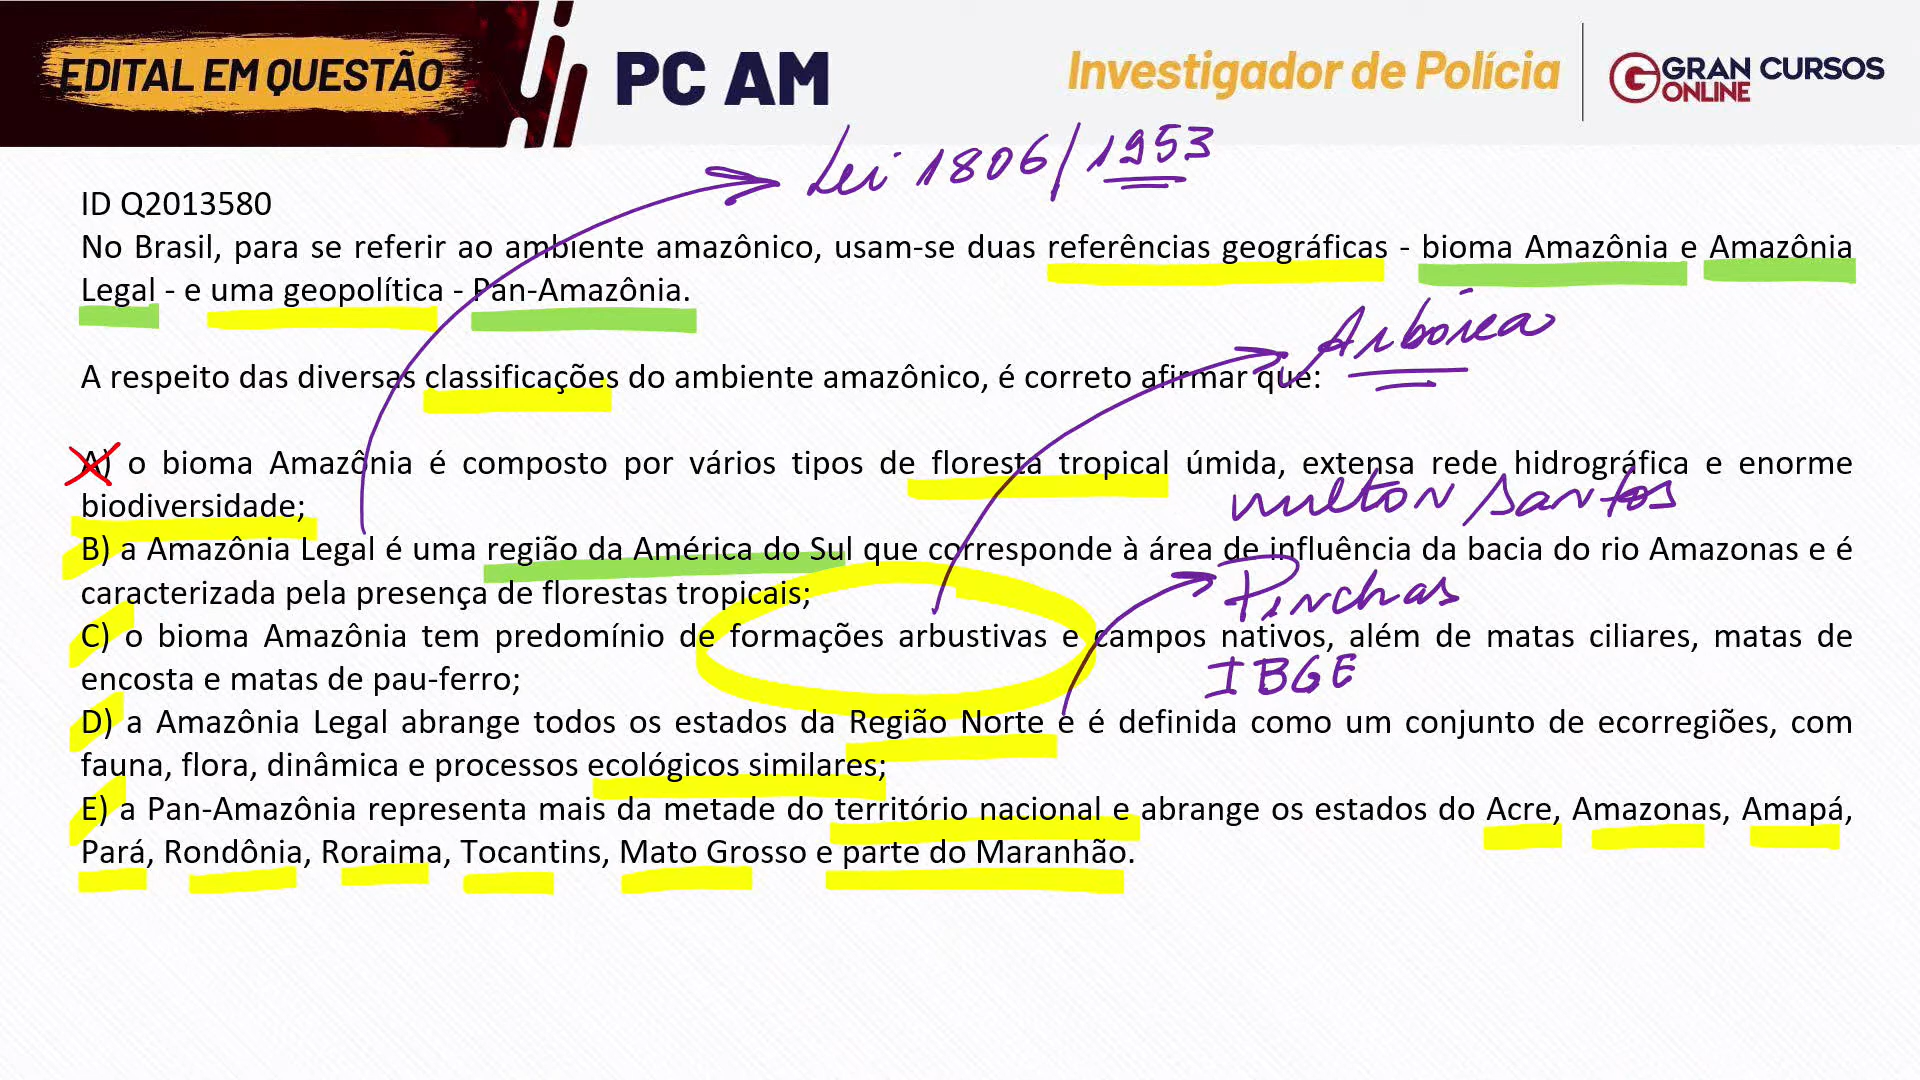 EDITAL EM QUESTÃO
PC AM
Investigador de Polícia
GRAN CURSOS
ONLINE
Lei 1806/1953
ID Q2013580
No Brasil, para se referir ao ambiente amazônico, usam-se duas referências geográficas - bioma Amazônia e Amazônia
Legal - e uma geopolítica - Pan-Amazônia.
Arbórea
A respeito das diversas classificações do ambiente amazônico, é correto afirmar que:
A) o bioma Amazônia é composto por vários tipos de floresta tropical úmida, extensa rede hidrográfica e enorme
biodiversidade;
milton santos
B) a Amazônia Legal é uma região da América do Sul que corresponde à área de influência da bacia do rio Amazonas e é
caracterizada pela presença de florestas tropicais;
Pinchas
C) o bioma Amazônia tem predomínio de formações arbustivas e campos nativos, além de matas ciliares, matas de
encosta e matas de pau-ferro;
IBGE
D) a Amazônia Legal abrange todos os estados da Região Norte e é definida como um conjunto de ecorregiões, com
fauna, flora, dinâmica e processos ecológicos similares;
E) a Pan-Amazônia representa mais da metade do território nacional e abrange os estados do Acre, Amazonas, Amapá,
Pará, Rondônia, Roraima, Tocantins, Mato Grosso e parte do Maranhão.